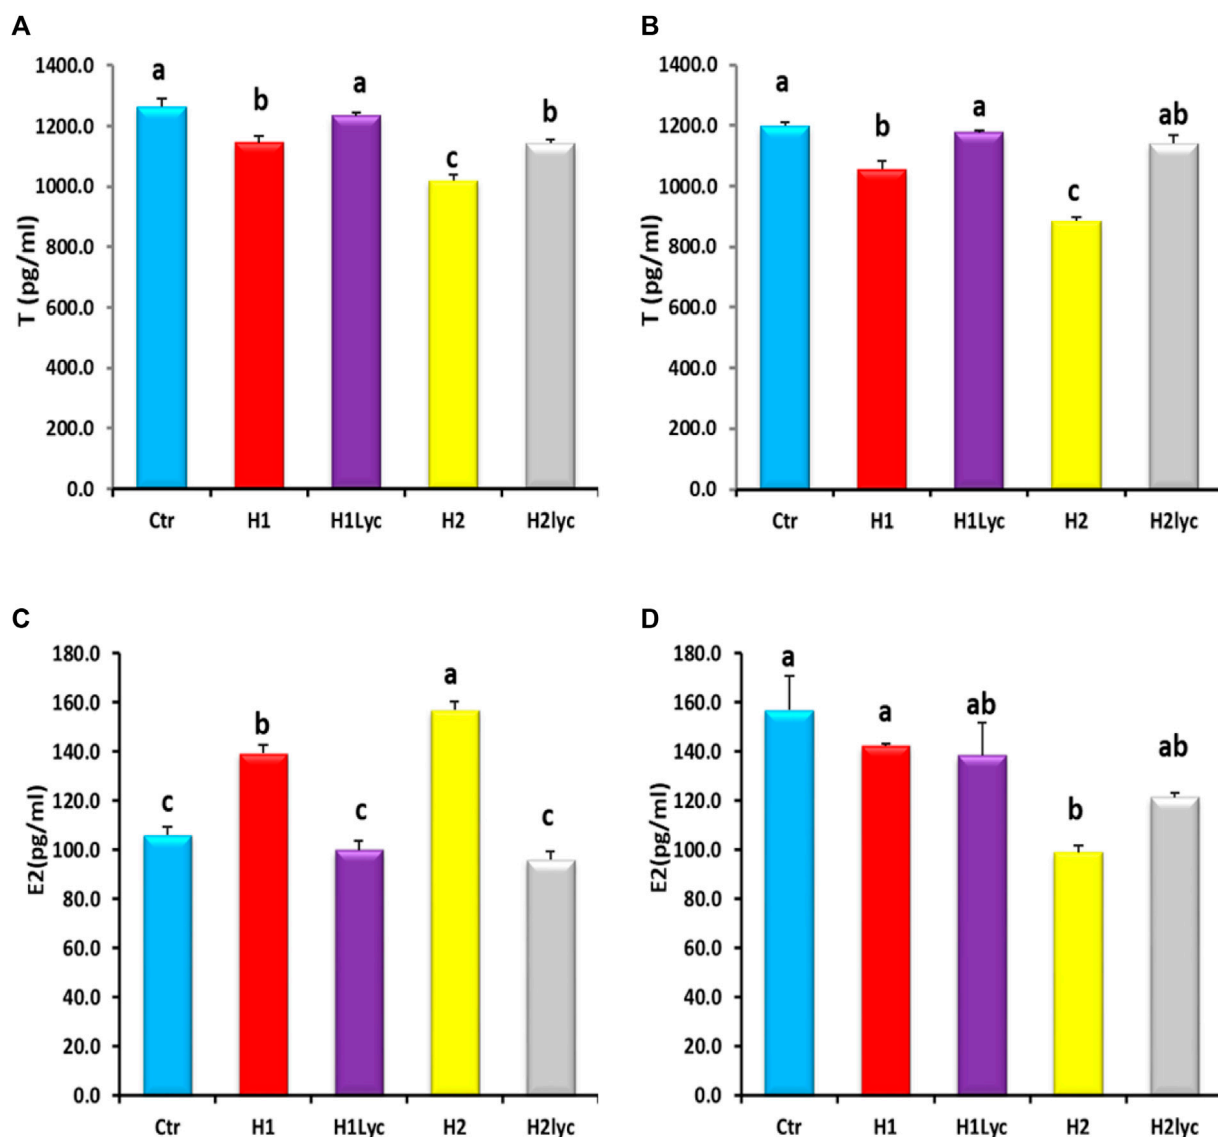 A
T (pg/ml)
1400.0
1200.0
1000.0
800.0
600.0
400.0
200.0
0.0
a
b
a
c
b
Ctr H1 H1Lyc H2 H2lyc
B
T (pg/ml)
1400.0
1200.0
1000.0
800.0
600.0
400.0
200.0
0.0
a
b
a
c
ab
Ctr H1 H1Lyc H2 H2lyc
C
E2(pg/ml)
180.0
160.0
140.0
120.0
100.0
80.0
60.0
40.0
20.0
0.0
c
b
c
a
c
Ctr H1 H1Lyc H2 H2lyc
D
E2(pg/ml)
180.0
160.0
140.0
120.0
100.0
80.0
60.0
40.0
20.0
0.0
a
a
ab
b
ab
Ctr H1 H1Lyc H2 H2lyc